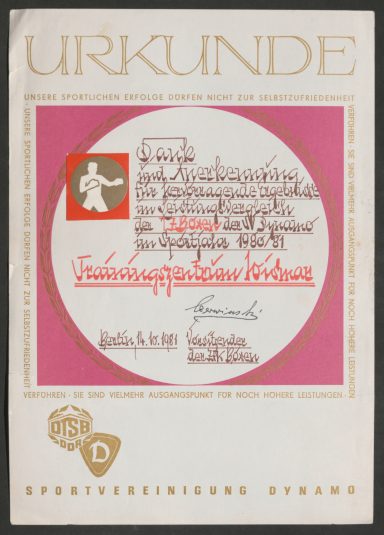 URKUNDE
UNSERE SPORTLICHEN ERFOLGE DÜRFEN NICHT ZUR SELBSTZUFRIEDENHEIT
VERFÜHREN · SIE SIND VIELMEHR AUSGANGSPUNKT FÜR NOCH HÖHERE LEISTUNGEN
· UNSERE SPORTLICHEN ERFOLGE DÜRFEN NICHT ZUR SELBSTZUFRIEDENHEIT
Dank
und Anerkennung
für hervorragende Ergebnisse
im Leistungsvergleich
der TZ Boxen der SV Dynamo
im Sportjahr 1980/81
Trainingszentrum Wismar
Berlin, 14.10.1981 Vorsitzender
der Boxen
VERFÜHREN · SIE SIND VIELMEHR AUSGANGSPUNKT FÜR NOCH HÖHERE LEISTUNGEN ·
DTSB
DDR
D
SPORTVEREINIGUNG DYNAMO